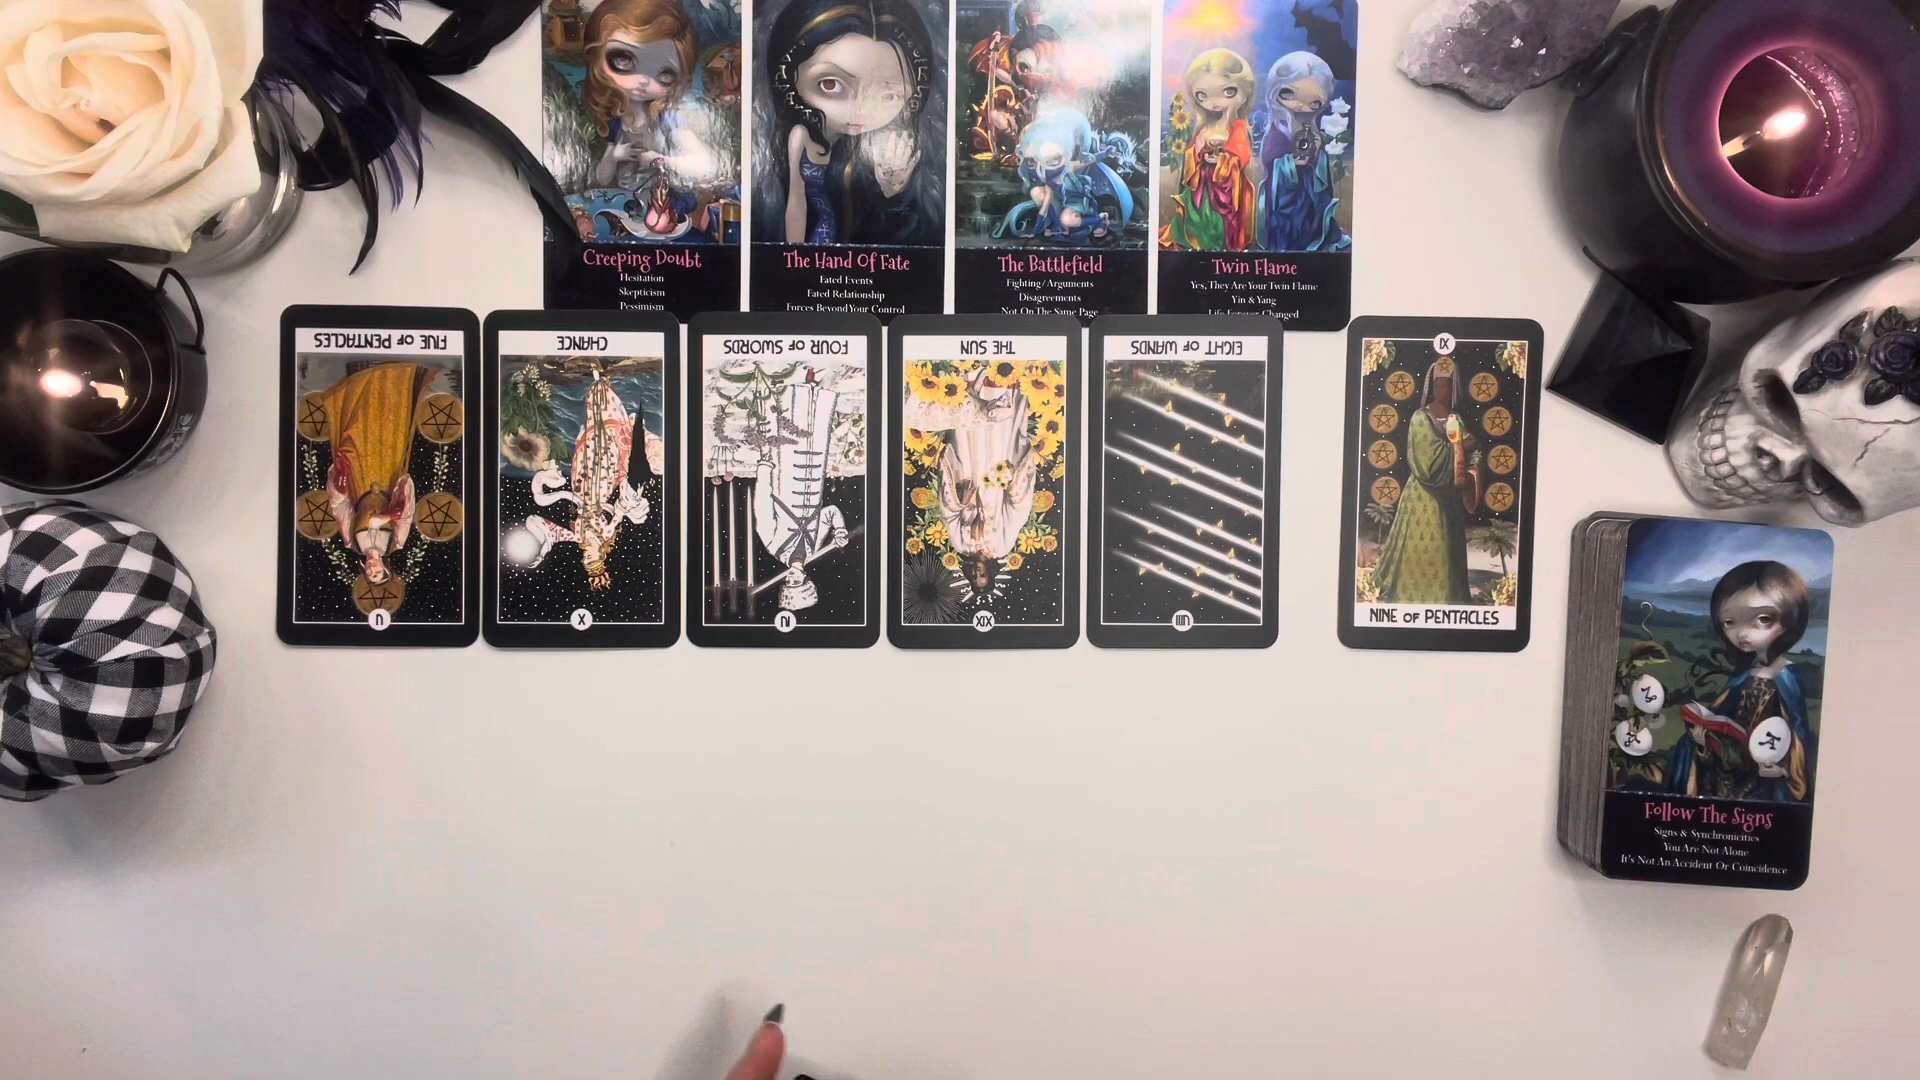 Creeping Doubt
Hesitation
Skepticism
Pessimism
The Hand Of Fate
Fated Events
Fated Relationship
Forces Beyond Your Control
The Battlefield
Fighting/Arguments
Disagreements
Not On The Same Page
Twin Flame
Yes, They Are Your Twin Flame
Yin & Yang
Life Forever Changed
FIVE OF PENTACLES
V
CHANCE
X
FOUR OF SWORDS
IV
THE SUN
XIX
EIGHT OF WANDS
VIII
IX
NINE OF PENTACLES
Follow The Signs
Signs & Synchronicities
You Are Not Alone
It's Not An Accident Or Coincidence